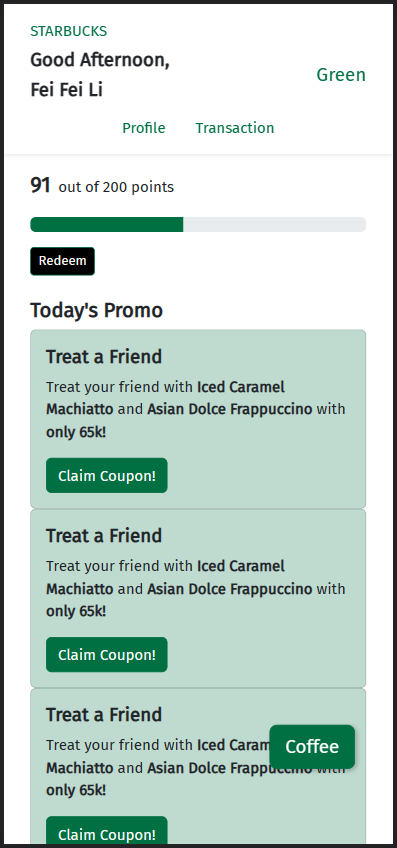 STARBUCKS
Good Afternoon,
Fei Fei Li
Green
Profile Transaction
91 out of 200 points
Redeem
Today's Promo
Treat a Friend
Treat your friend with Iced Caramel
Machiatto and Asian Dolce Frappuccino with
only 65k!
Claim Coupon!
Treat a Friend
Treat your friend with Iced Caramel
Machiatto and Asian Dolce Frappuccino with
only 65k!
Claim Coupon!
Treat a Friend
Treat your friend with Iced
Coffee
Machiatto and Asian Dolce Frappuccino with
only 65k!
Claim Coupon!